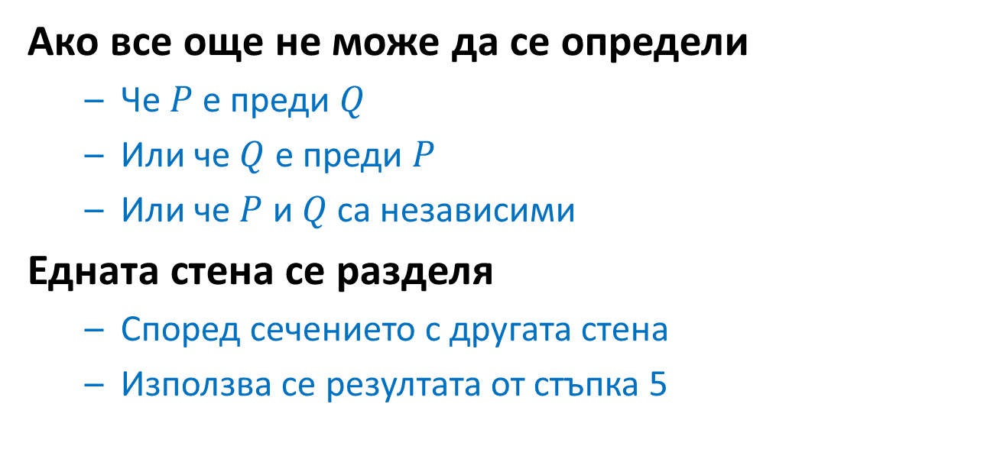 Ако все още не може да се определи
– Че P е преди Q
– Или че Q е преди P
– Или че P и Q са независими
Едната стена се разделя
– Според сечението с другата стена
– Използва се резултата от стъпка 5